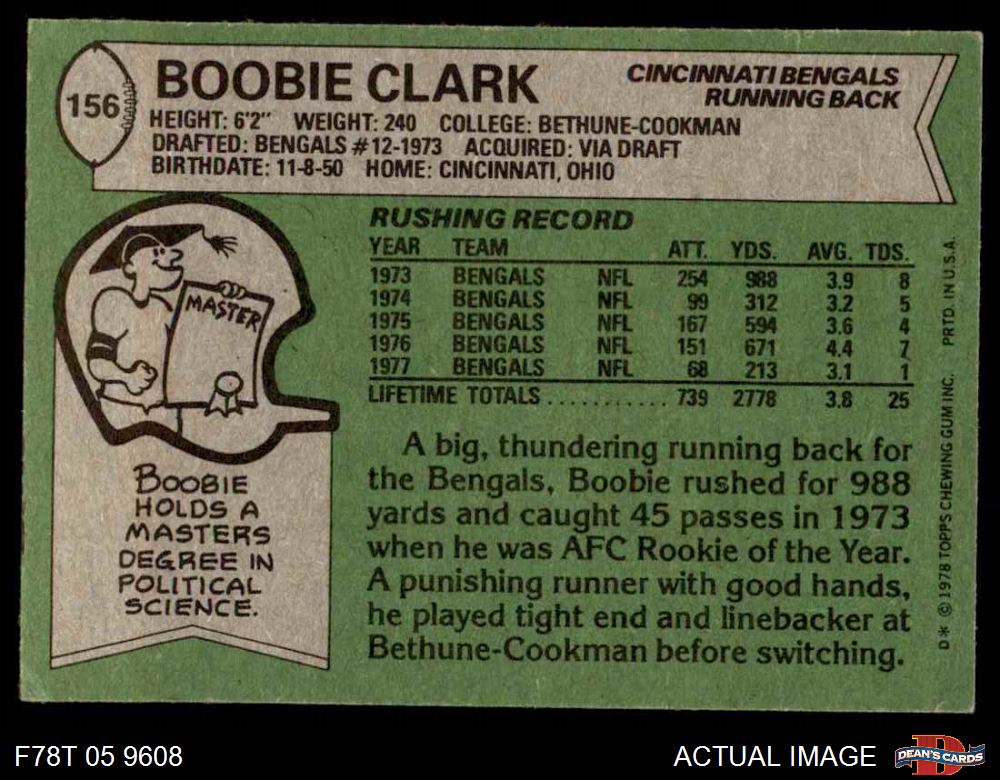 156
BOOBIE CLARK
CINCINNATI BENGALS
RUNNING BACK
HEIGHT: 6'2" WEIGHT: 240 COLLEGE: BETHUNE-COOKMAN
DRAFTED: BENGALS #12-1973 ACQUIRED: VIA DRAFT
BIRTHDATE: 11-8-50 HOME: CINCINNATI, OHIO
MASTER
BOOBIE
HOLDS A
MASTERS
DEGREE IN
POLITICAL
SCIENCE.
RUSHING RECORD
YEAR TEAM ATT. YDS. AVG. TDS.
1973 BENGALS NFL 254 988 3.9 8
1974 BENGALS NFL 99 312 3.2 5
1975 BENGALS NFL 167 594 3.6 4
1976 BENGALS NFL 151 671 4.4 7
1977 BENGALS NFL 68 213 3.1 1
LIFETIME TOTALS........... 739 2778 3.8 25
A big, thundering running back for
the Bengals, Boobie rushed for 988
yards and caught 45 passes in 1973
when he was AFC Rookie of the Year.
A punishing runner with good hands,
he played tight end and linebacker at
Bethune-Cookman before switching.
D* © 1978 TOPPS CHEWING GUM INC. PRTD. IN U.S.A.
F78T 05 9608
ACTUAL IMAGE
D
DEAN'S CARDS